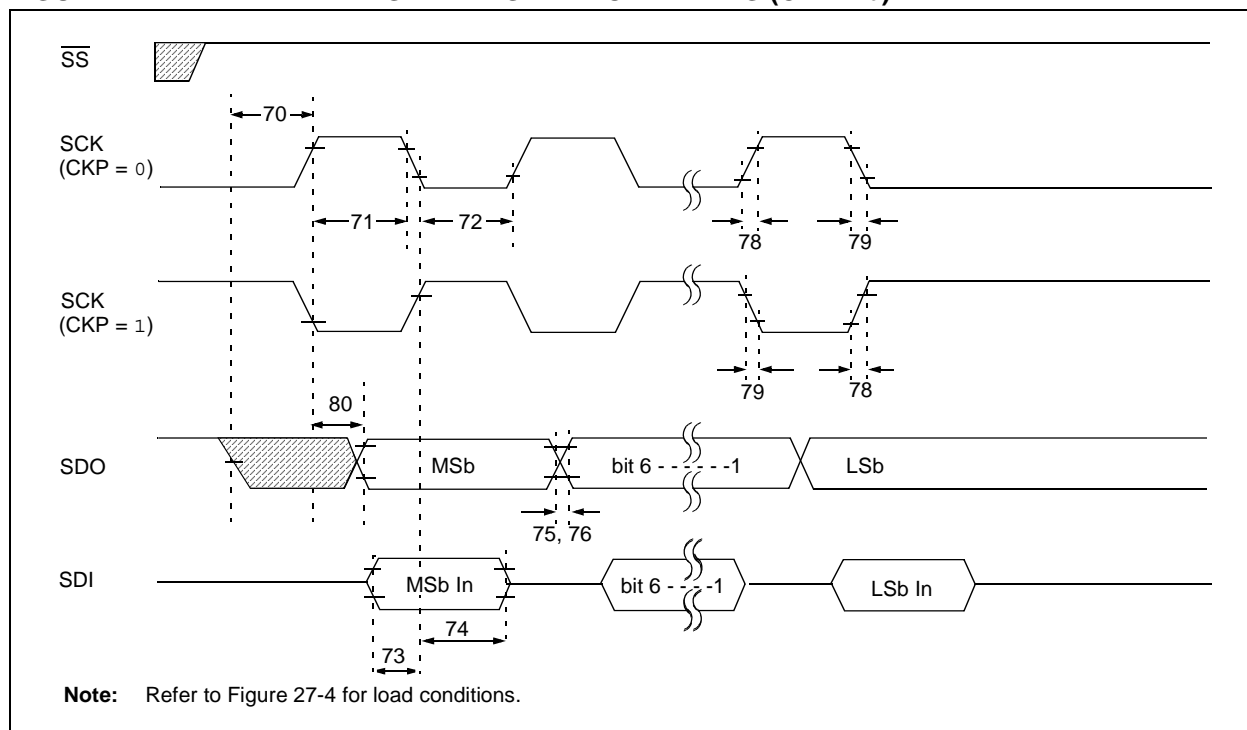 SS
70
SCK
(CKP = 0)
71
72
78
79
SCK
(CKP = 1)
79
78
80
SDO
MSb
bit 6 - - - - - -1
LSb
75, 76
SDI
MSb In
bit 6 - - - -1
LSb In
74
73
Note: Refer to Figure 27-4 for load conditions.